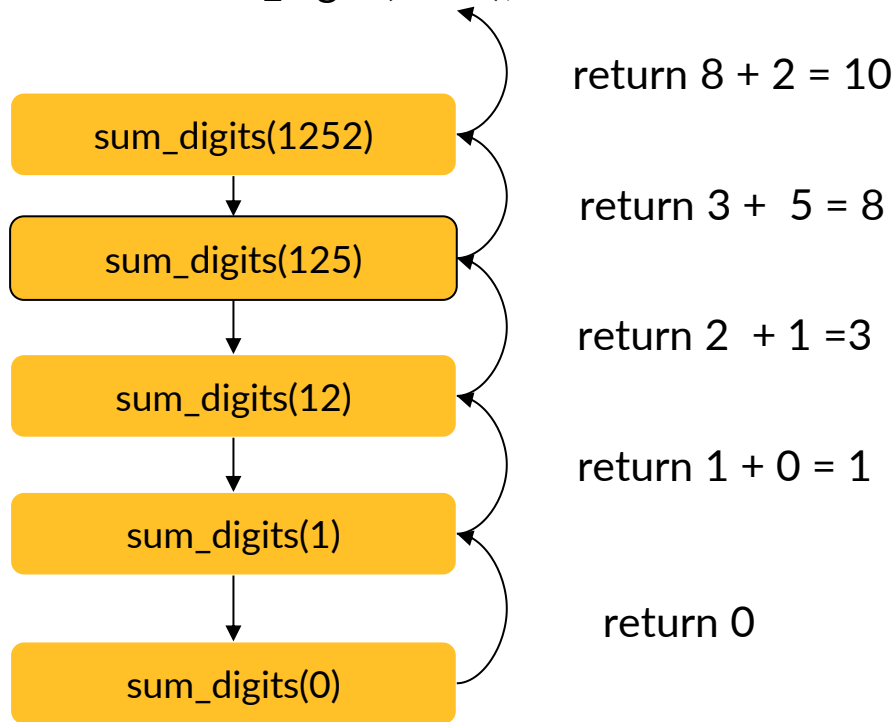 return 8 + 2 = 10
sum_digits(1252)
return 3 +  5 = 8
sum_digits(125)
return 2  + 1 =3
sum_digits(12)
return 1 + 0 = 1
sum_digits(1)
return 0
sum_digits(0)